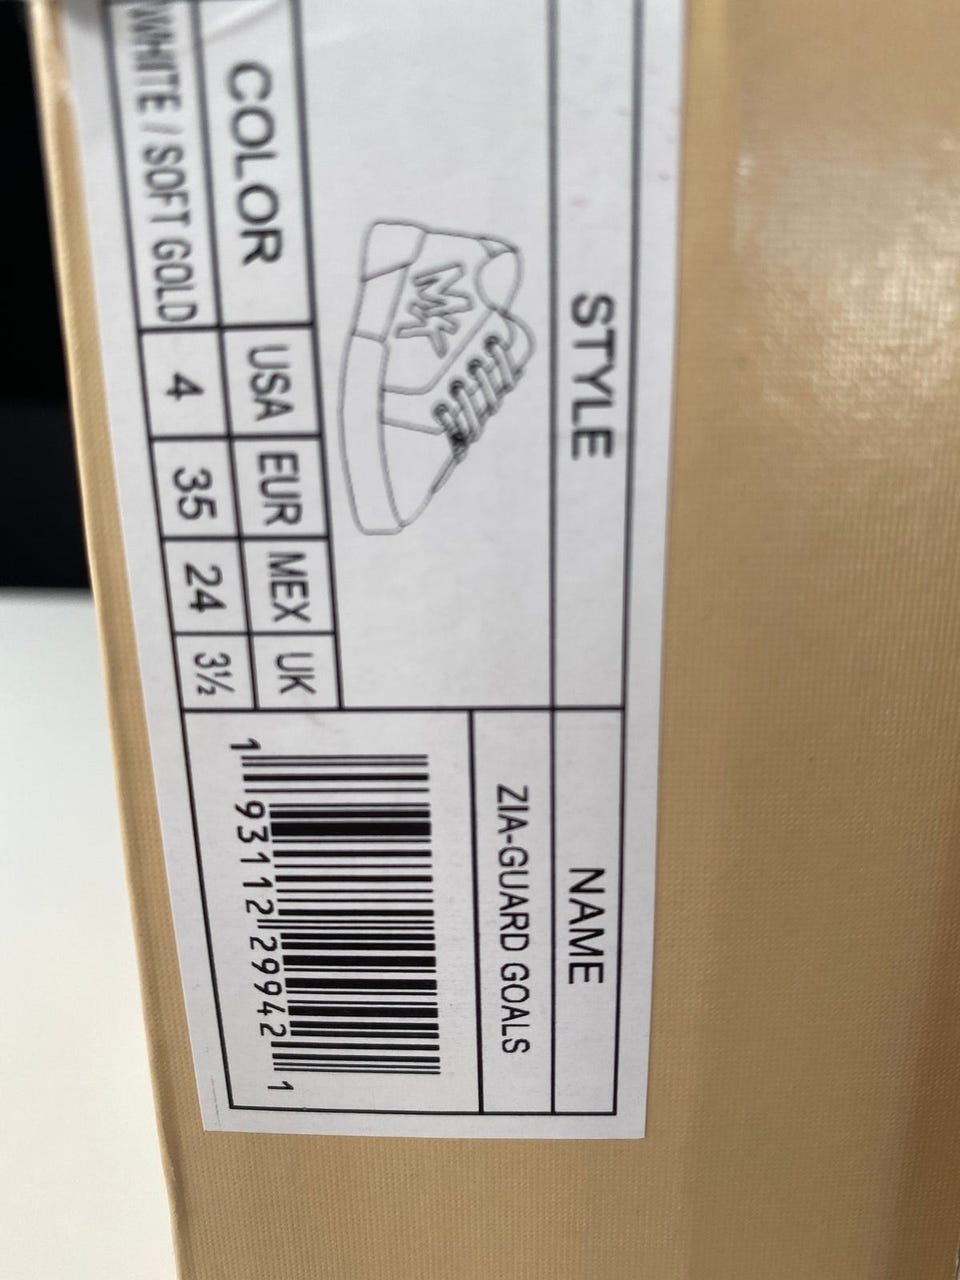 STYLE NAME
ZIA-GUARD GOALS
MK
COLOR USA EUR MEX UK
WHITE / SOFT GOLD 4 35 24 3½
1 93112 29942 1